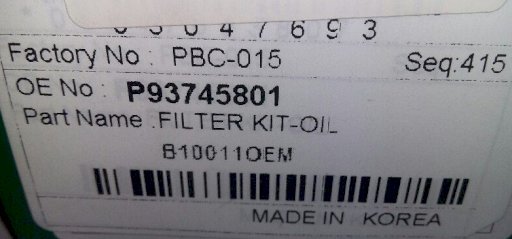 0 3 0 4 7 6 9 3
Factory No : PBC-015 Seq:415
OE No : P93745801
Part Name :FILTER KIT-OIL
B10011OEM
MADE IN KOREA